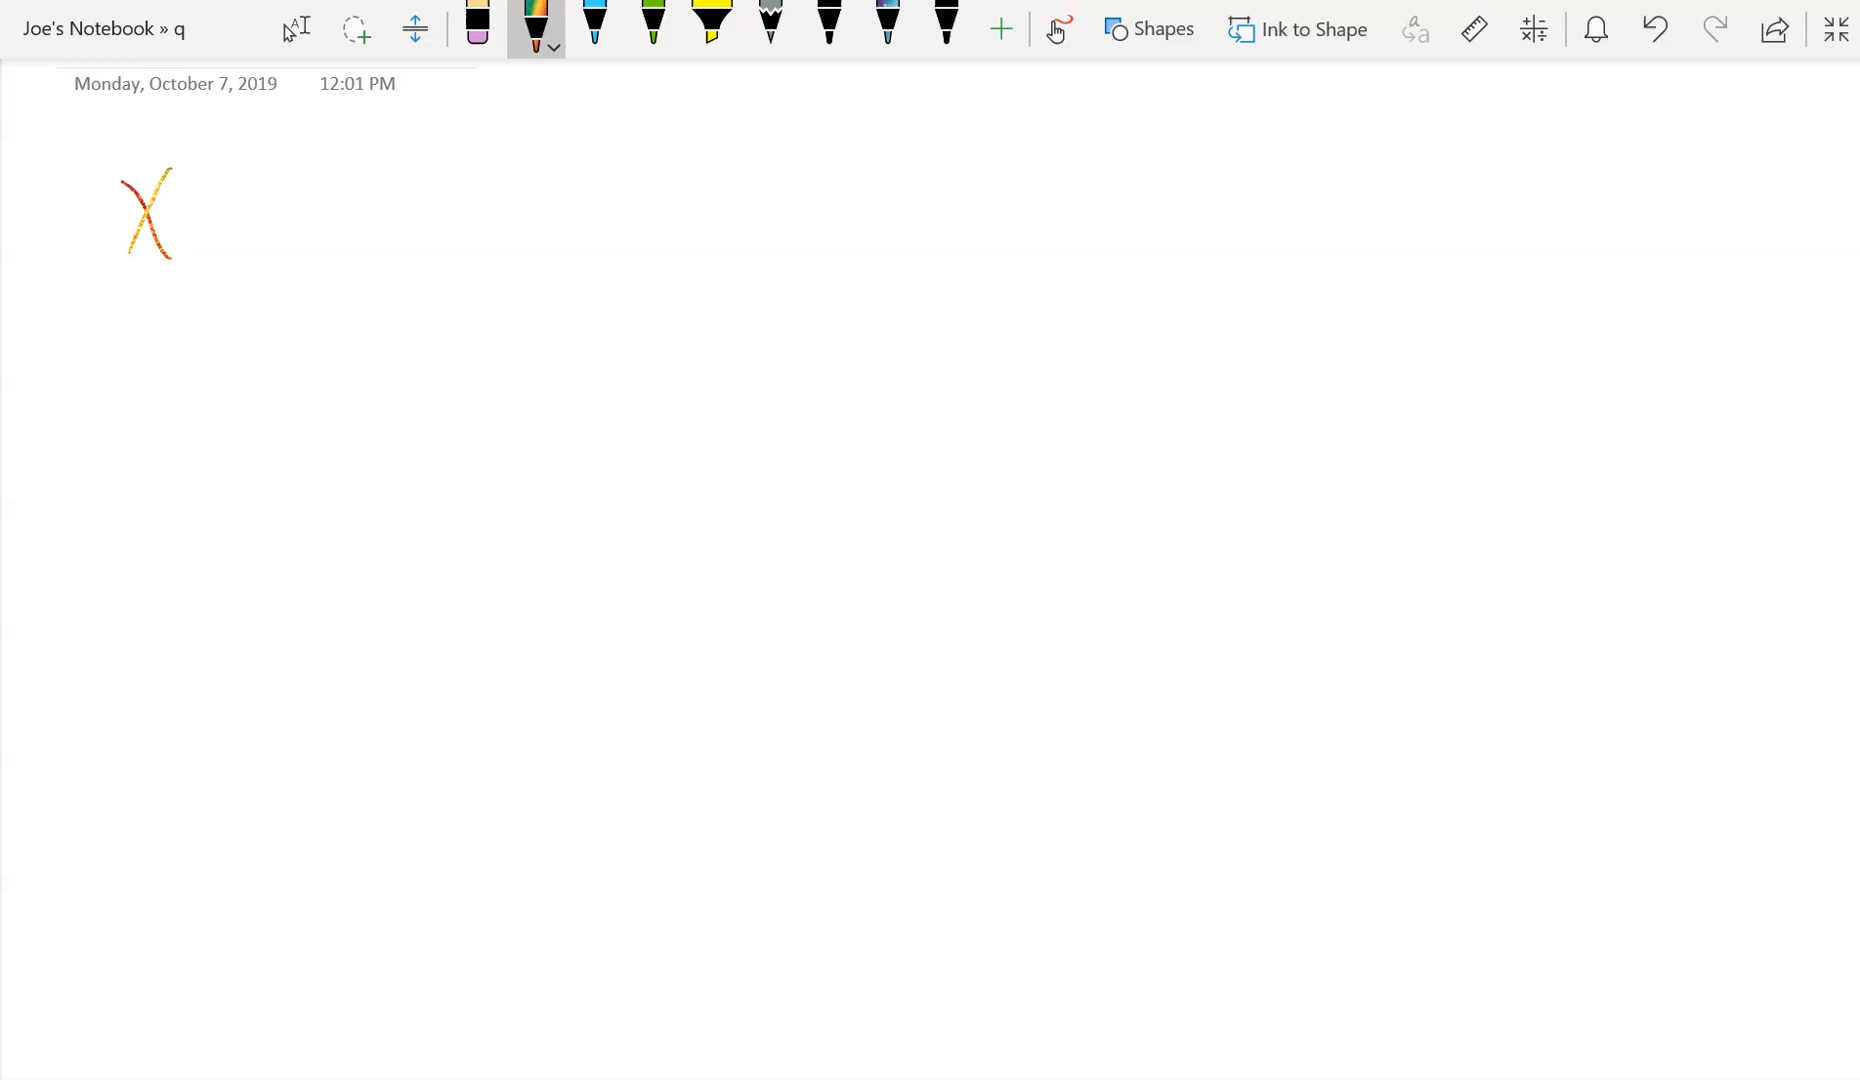 Joe's Notebook » q
Shapes
Ink to Shape
Monday, October 7, 2019 12:01 PM
X